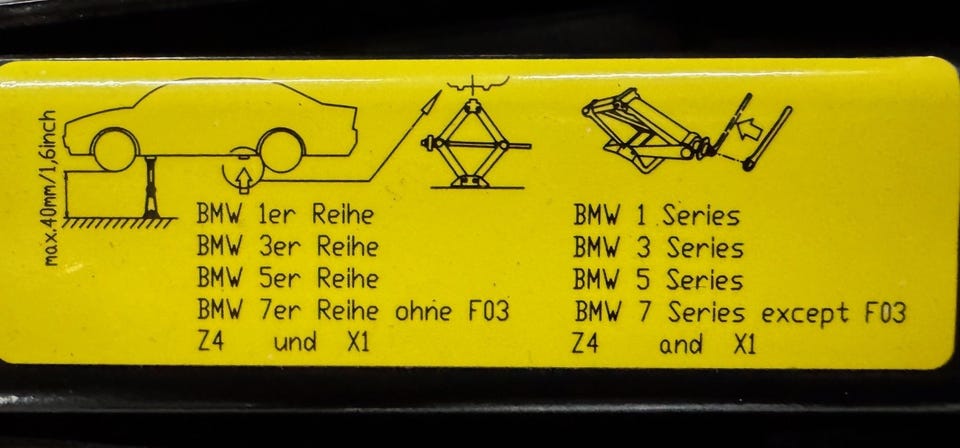 max.40mm/1,6inch
BMW 1er Reihe
BMW 3er Reihe
BMW 5er Reihe
BMW 7er Reihe ohne F03
Z4 und X1
BMW 1 Series
BMW 3 Series
BMW 5 Series
BMW 7 Series except F03
Z4 and X1